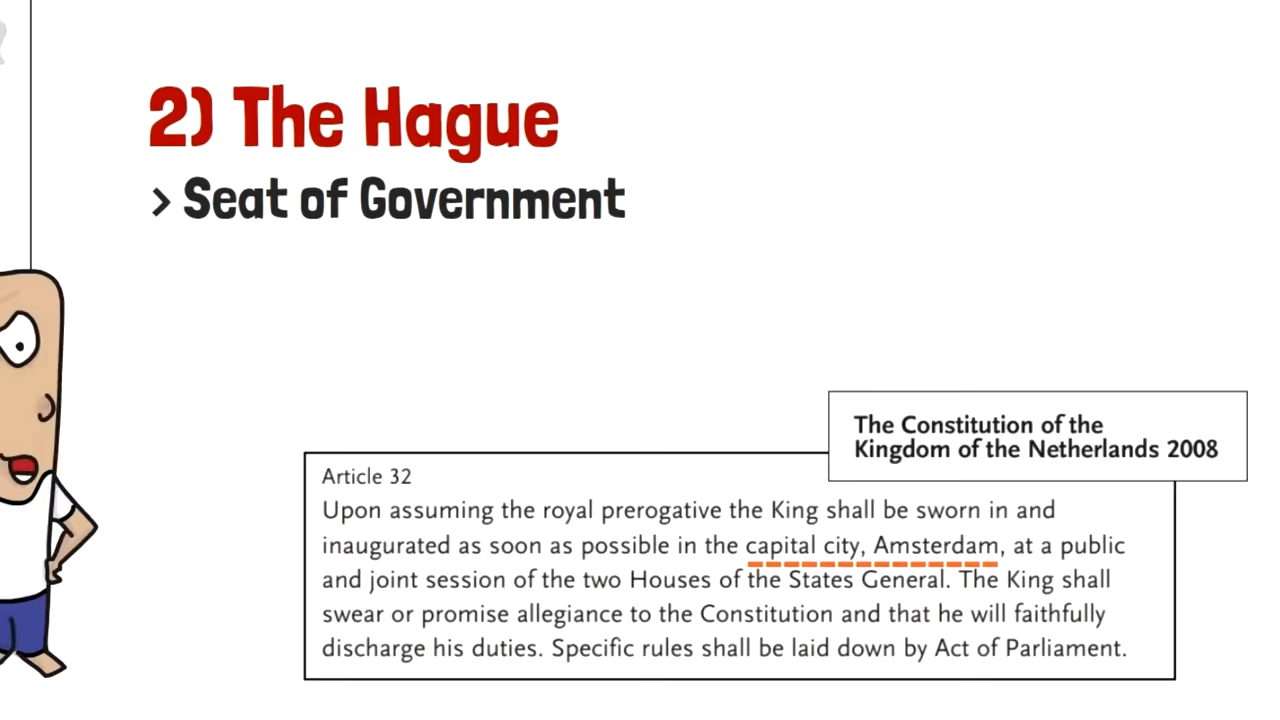 2) The Hague
> Seat of Government
The Constitution of the
Kingdom of the Netherlands 2008
Article 32
Upon assuming the royal prerogative the King shall be sworn in and
inaugurated as soon as possible in the capital city, Amsterdam, at a public
and joint session of the two Houses of the States General. The King shall
swear or promise allegiance to the Constitution and that he will faithfully
discharge his duties. Specific rules shall be laid down by Act of Parliament.